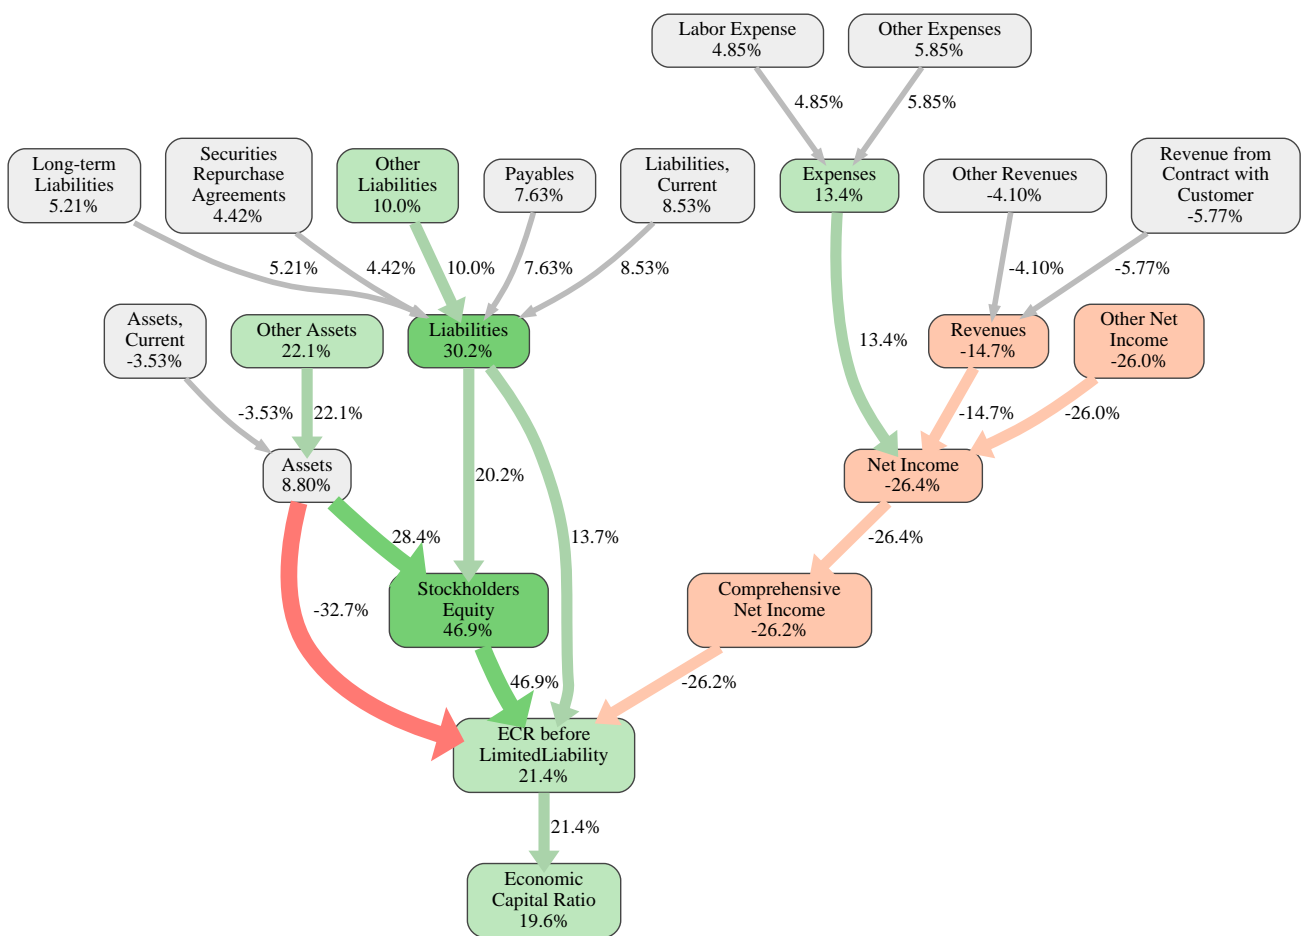 Labor Expense
4.85%
Other Expenses
5.85%
4.85%
5.85%
Long-term
Liabilities
5.21%
Securities
Repurchase
Agreements
4.42%
Other
Liabilities
10.0%
Payables
7.63%
Liabilities,
Current
8.53%
Expenses
13.4%
Other Revenues
-4.10%
Revenue from
Contract with
Customer
-5.77%
5.21%
4.42%
10.0%
7.63%
8.53%
-4.10%
-5.77%
Assets,
Current
-3.53%
Other Assets
22.1%
Liabilities
30.2%
13.4%
Revenues
-14.7%
Other Net
Income
-26.0%
-3.53%
22.1%
-14.7%
-26.0%
Assets
8.80%
20.2%
Net Income
-26.4%
28.4%
13.7%
-26.4%
-32.7%
Stockholders
Equity
46.9%
Comprehensive
Net Income
-26.2%
46.9%
-26.2%
ECR before
LimitedLiability
21.4%
21.4%
Economic
Capital Ratio
19.6%